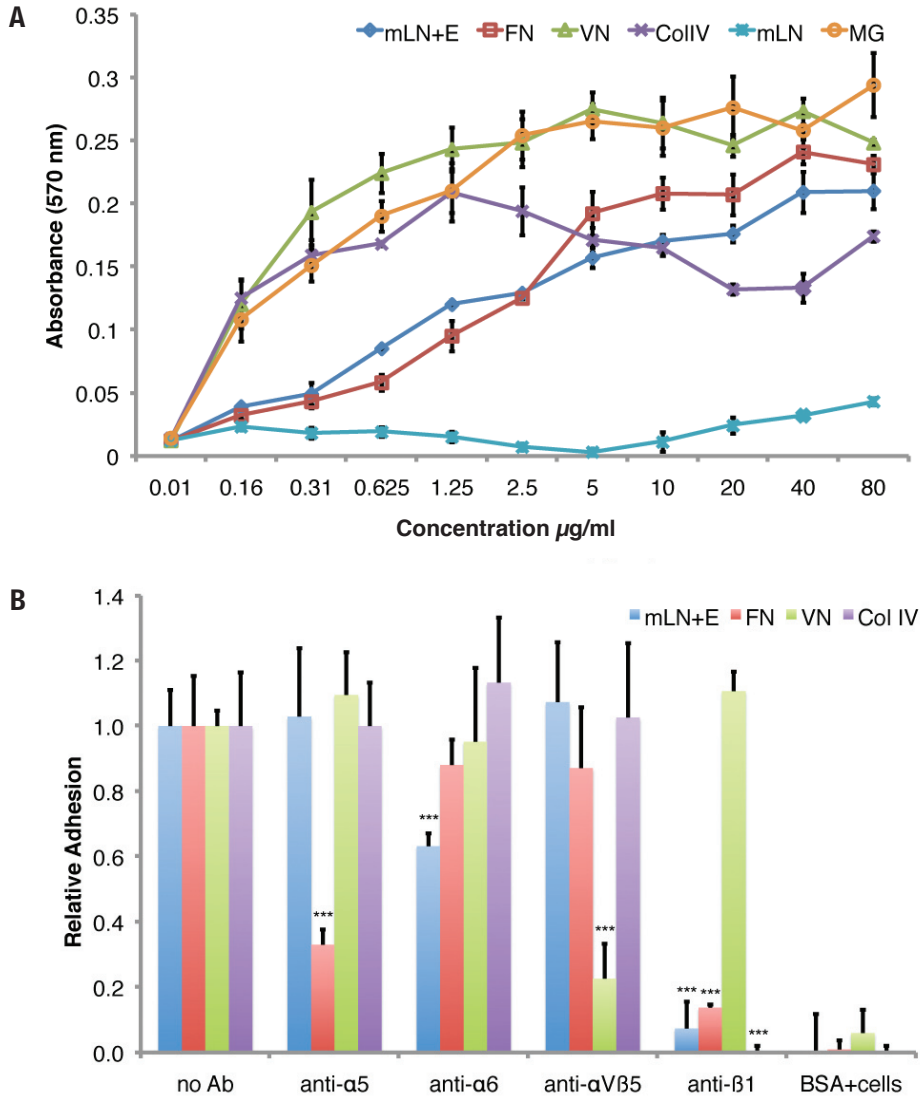 A
mLN+E FN VN ColIV mLN MG
Absorbance (570 nm)
0.35
0.3
0.25
0.2
0.15
0.1
0.05
0
0.01 0.16 0.31 0.625 1.25 2.5 5 10 20 40 80
Concentration µg/ml
B
mLN+E FN VN Col IV
Relative Adhesion
1.4
1.2
1.0
0.8
0.6
0.4
0.2
0.0
***
***
***
*** *** ***
no Ab anti-α5 anti-α6 anti-αVß5 anti-ß1 BSA+cells